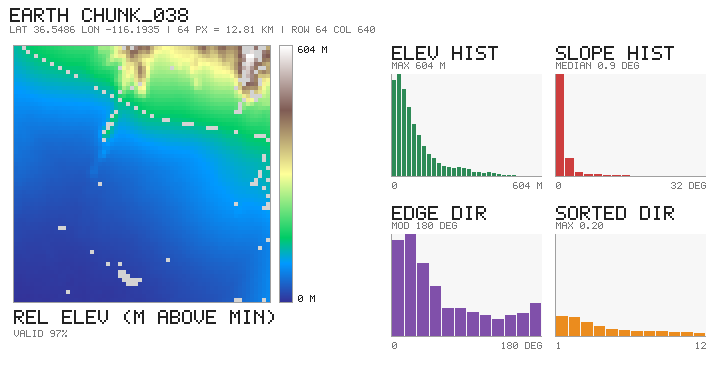 EARTH CHUNK_038
LAT 36.5486 LON -116.1935 | 64 PX = 12.81 KM | ROW 64 COL 640
604 M
0 M
REL ELEV (M ABOVE MIN)
VALID 97%
ELEV HIST
MAX 604 M
0 604 M
SLOPE HIST
MEDIAN 0.9 DEG
0 32 DEG
EDGE DIR
MOD 180 DEG
0 180 DEG
SORTED DIR
MAX 0.20
1 12